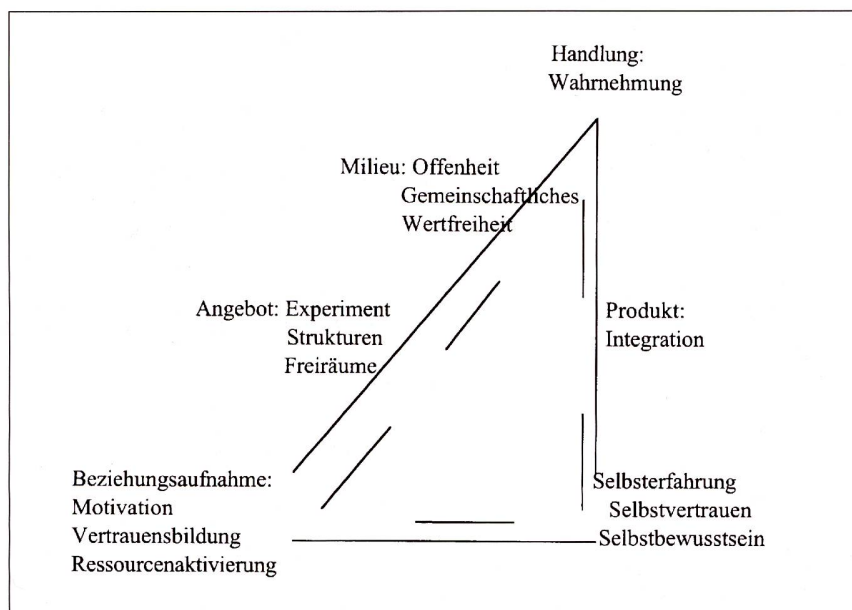 Handlung:
Wahrnehmung
Milieu: Offenheit
Gemeinschaftliches
Wertfreiheit
Angebot: Experiment
Strukturen
Freiräume
Produkt:
Integration
Beziehungsaufnahme:
Motivation
Vertrauensbildung
Ressourcenaktivierung
Selbsterfahrung
Selbstvertrauen
Selbstbewusstsein